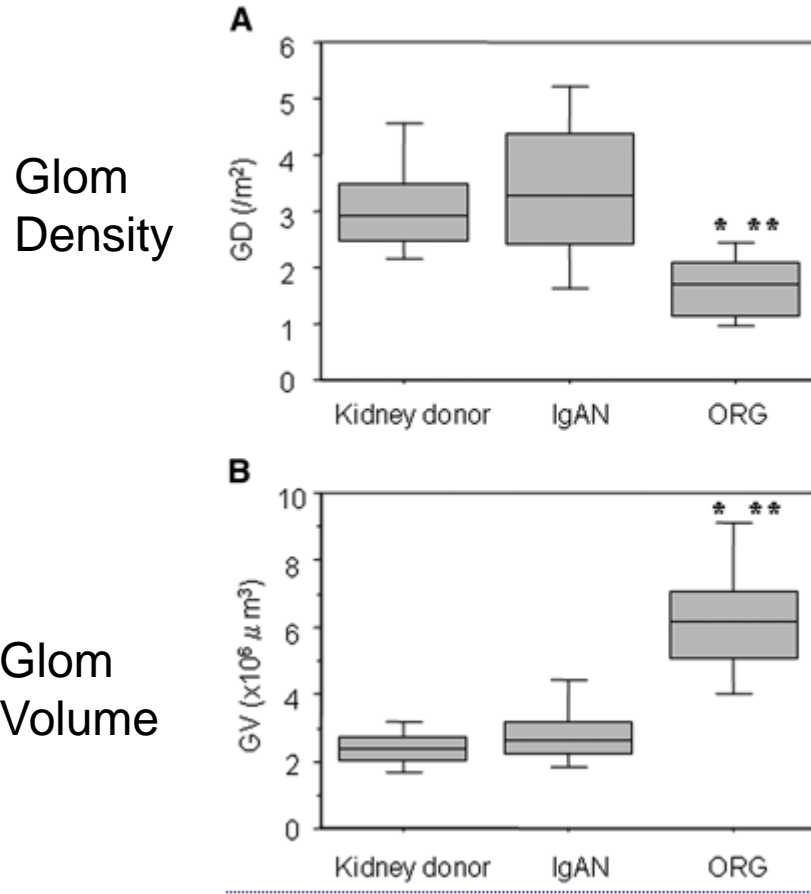 A
Glom
Density
GD (/m²)
6
5
4
3
2
1
0
* **
Kidney donor IgAN ORG
B
Glom
Volume
GV (x10⁶ μ m³)
10
8
6
4
2
0
* **
Kidney donor IgAN ORG